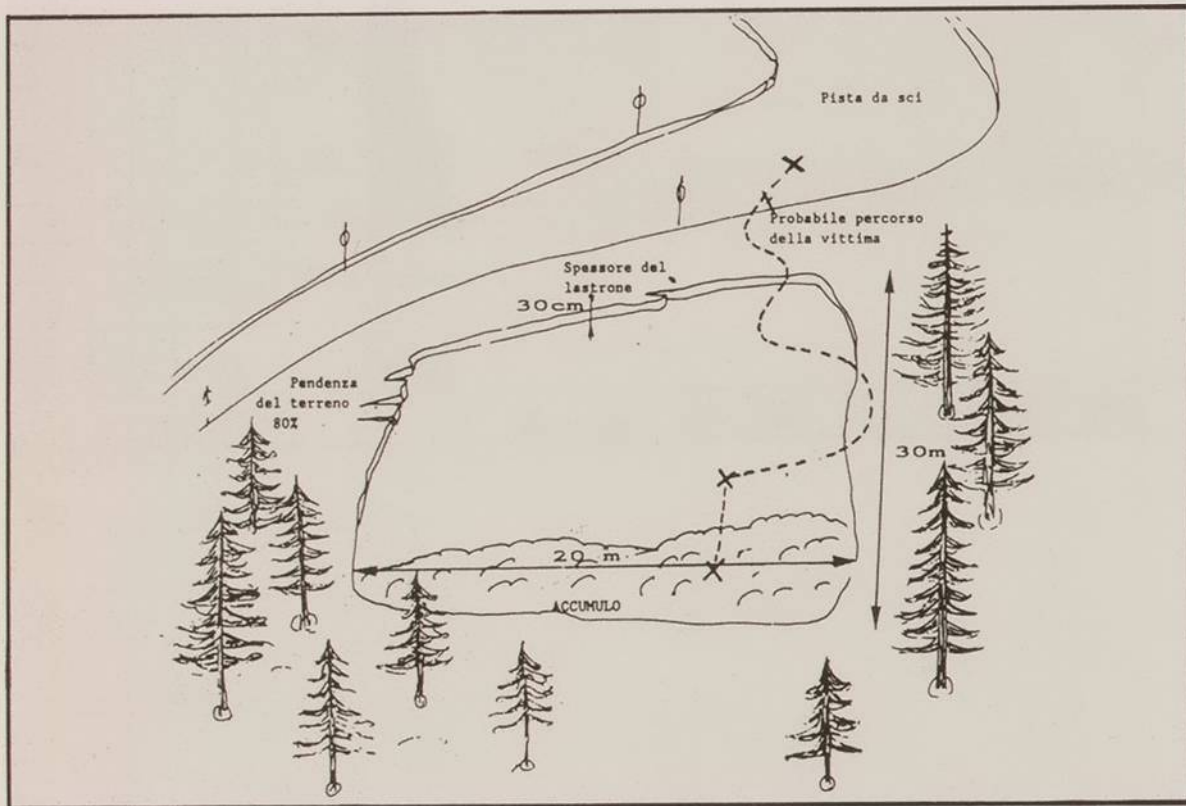 Pista da sci
Probabile percorso
della vittima
Spessore del
lastrone
30cm
Pendenza
del terreno
80%
30m
20 m
ACCUMULO